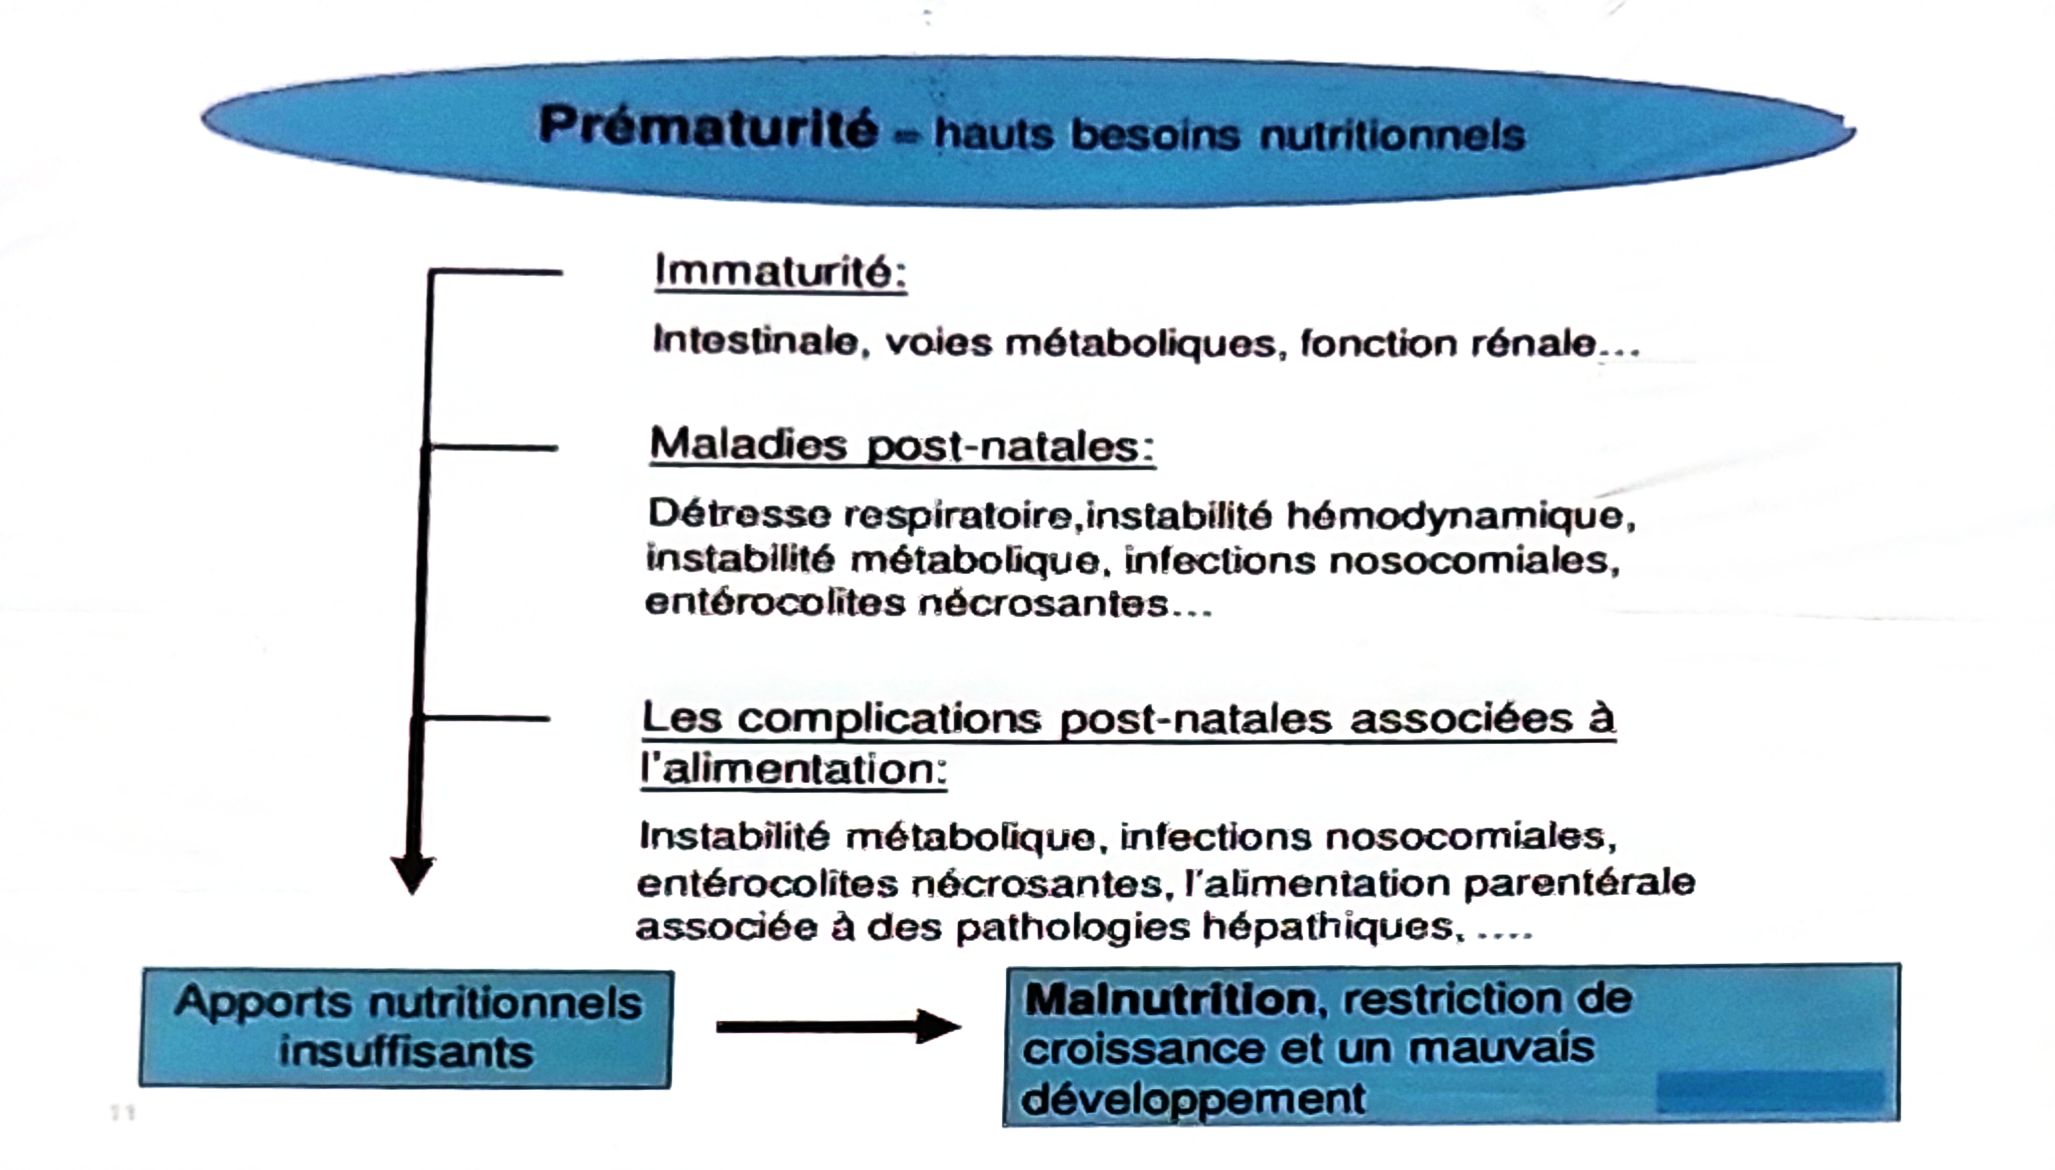 Prématurité = hauts besoins nutritionnels
Immaturité:
Intestinale, voies métaboliques, fonction rénale...
Maladies post-natales:
Détresse respiratoire,instabilité hémodynamique,
instabilité métabolique, infections nosocomiales,
entérocolites nécrosantes...
Les complications post-natales associées à
l'alimentation:
Instabilité métabolique, infections nosocomiales,
entérocolites nécrosantes, l'alimentation parentérale
associée à des pathologies hépathiques, ....
Apports nutritionnels
insuffisants
Malnutrition, restriction de
croissance et un mauvais
développement
11